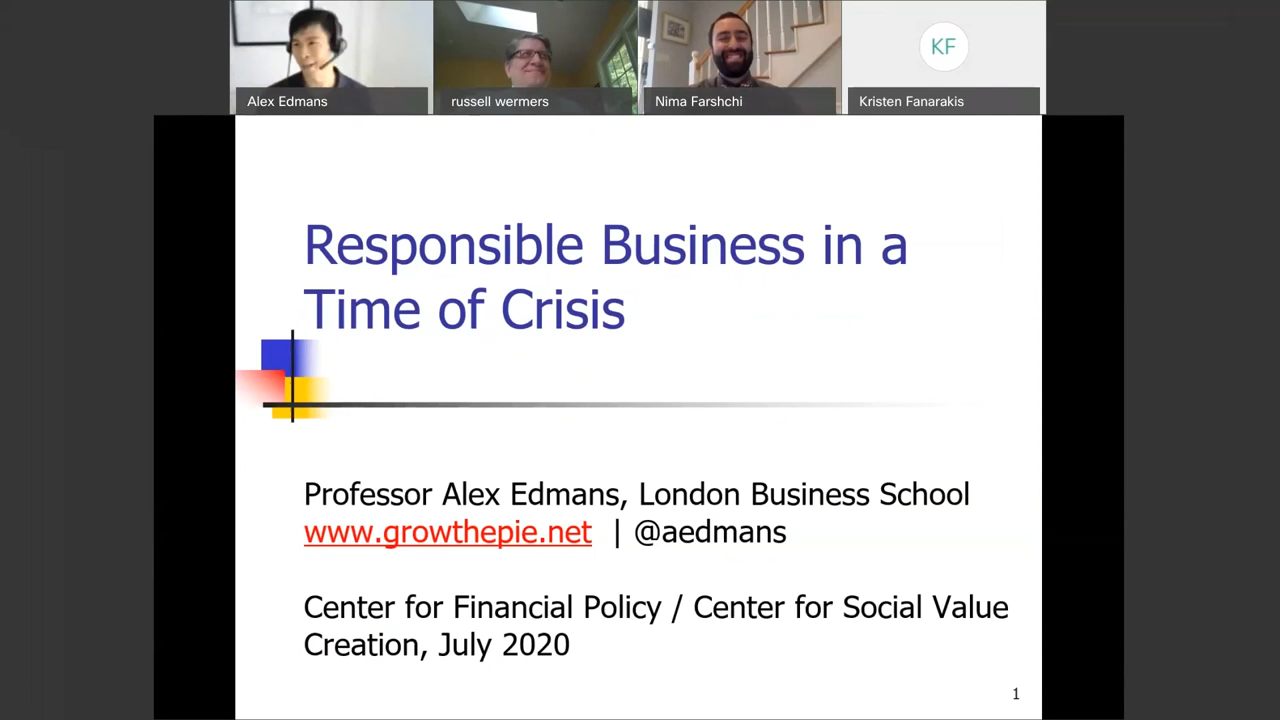 Alex Edmans
russell wermers
Nima Farshchi
KF
Kristen Fanarakis
Responsible Business in a
Time of Crisis
Professor Alex Edmans, London Business School
www.growthepie.net | @aedmans
Center for Financial Policy / Center for Social Value
Creation, July 2020
1